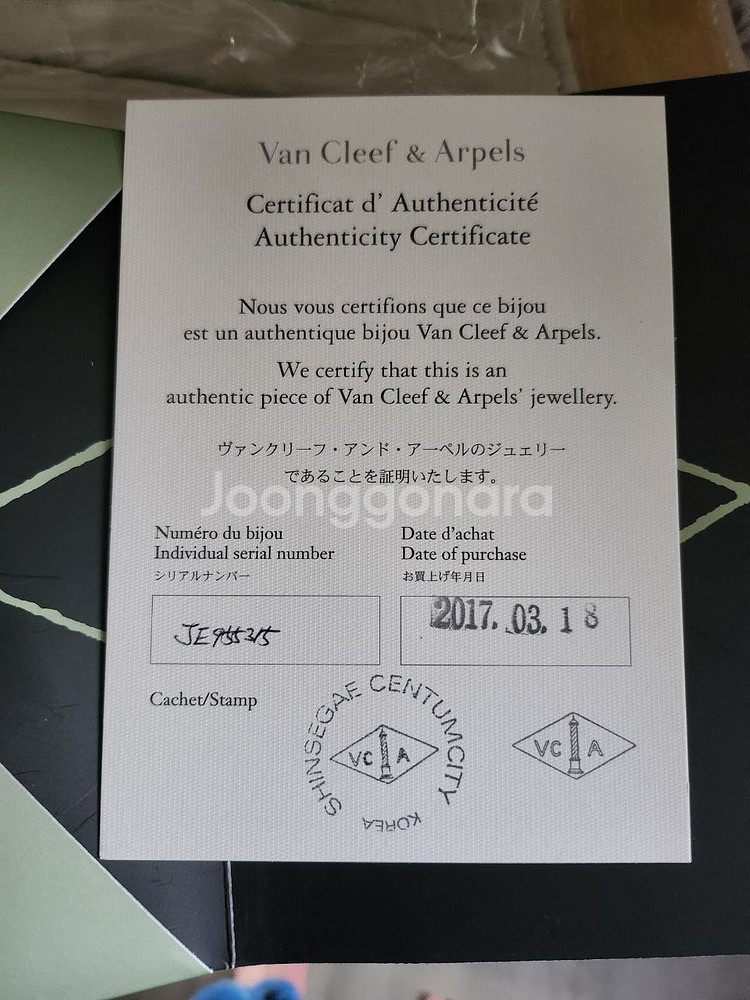 Van Cleef & Arpels
Certificat d' Authenticité
Authenticity Certificate
Nous vous certifions que ce bijou
est un authentique bijou Van Cleef & Arpels.
We certify that this is an
authentic piece of Van Cleef & Arpels' jewellery.
ヴァンクリーフ・アンド・アーペルのジュエリー
であることを証明いたします。
Joonggonara
Numéro du bijou
Individual serial number
シリアルナンバー
JE955315
Date d'achat
Date of purchase
お買上げ年月日
2017. 03. 18
Cachet/Stamp
SHINSEGAE CENTUMCITY
VC A
KOREA
VC A